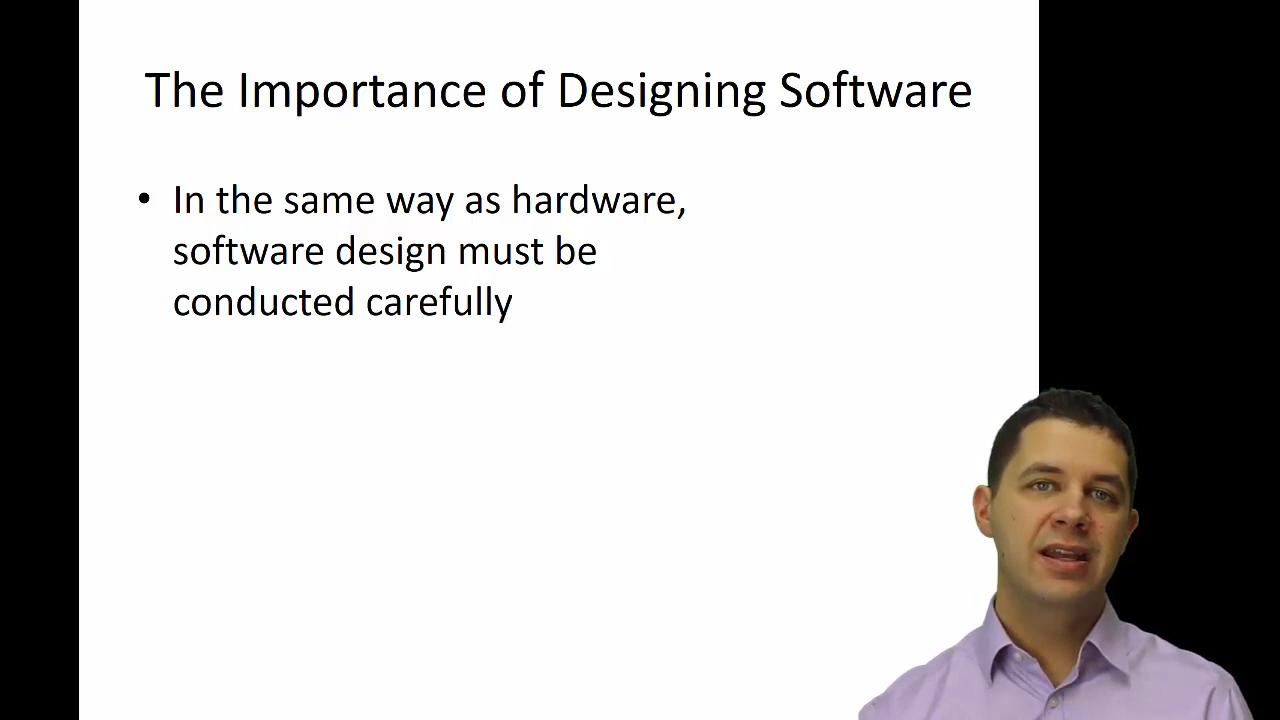 The Importance of Designing Software
• In the same way as hardware,
software design must be
conducted carefully